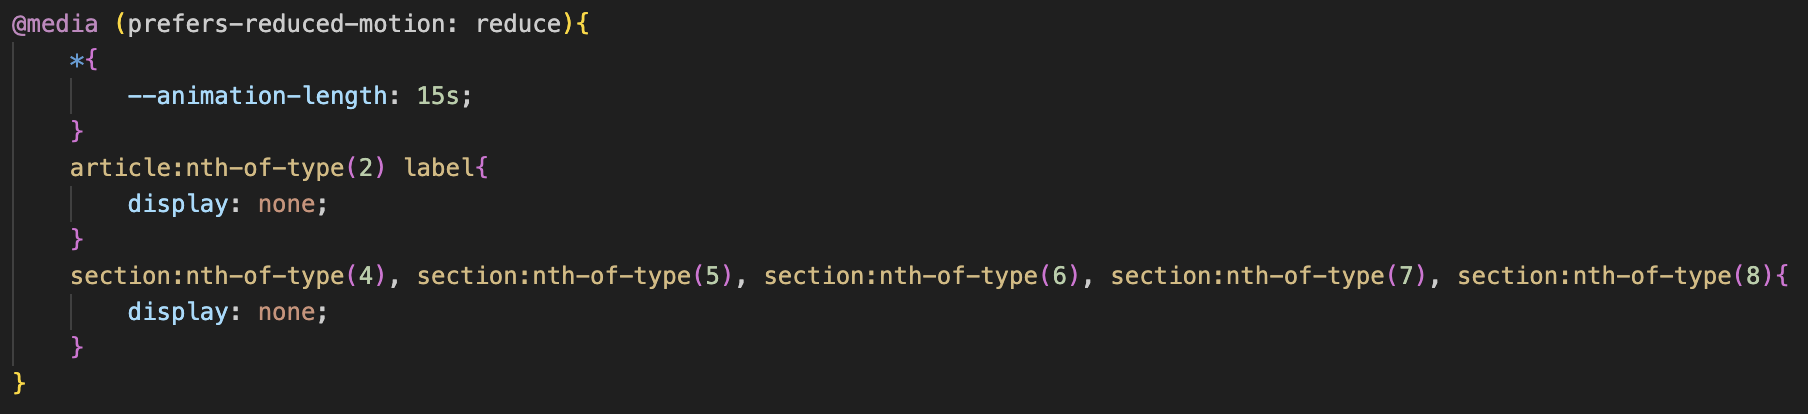 @media (prefers-reduced-motion: reduce){
    *{
        --animation-length: 15s;
    }
    article:nth-of-type(2) label{
        display: none;
    }
    section:nth-of-type(4), section:nth-of-type(5), section:nth-of-type(6), section:nth-of-type(7), section:nth-of-type(8){
        display: none;
    }
}